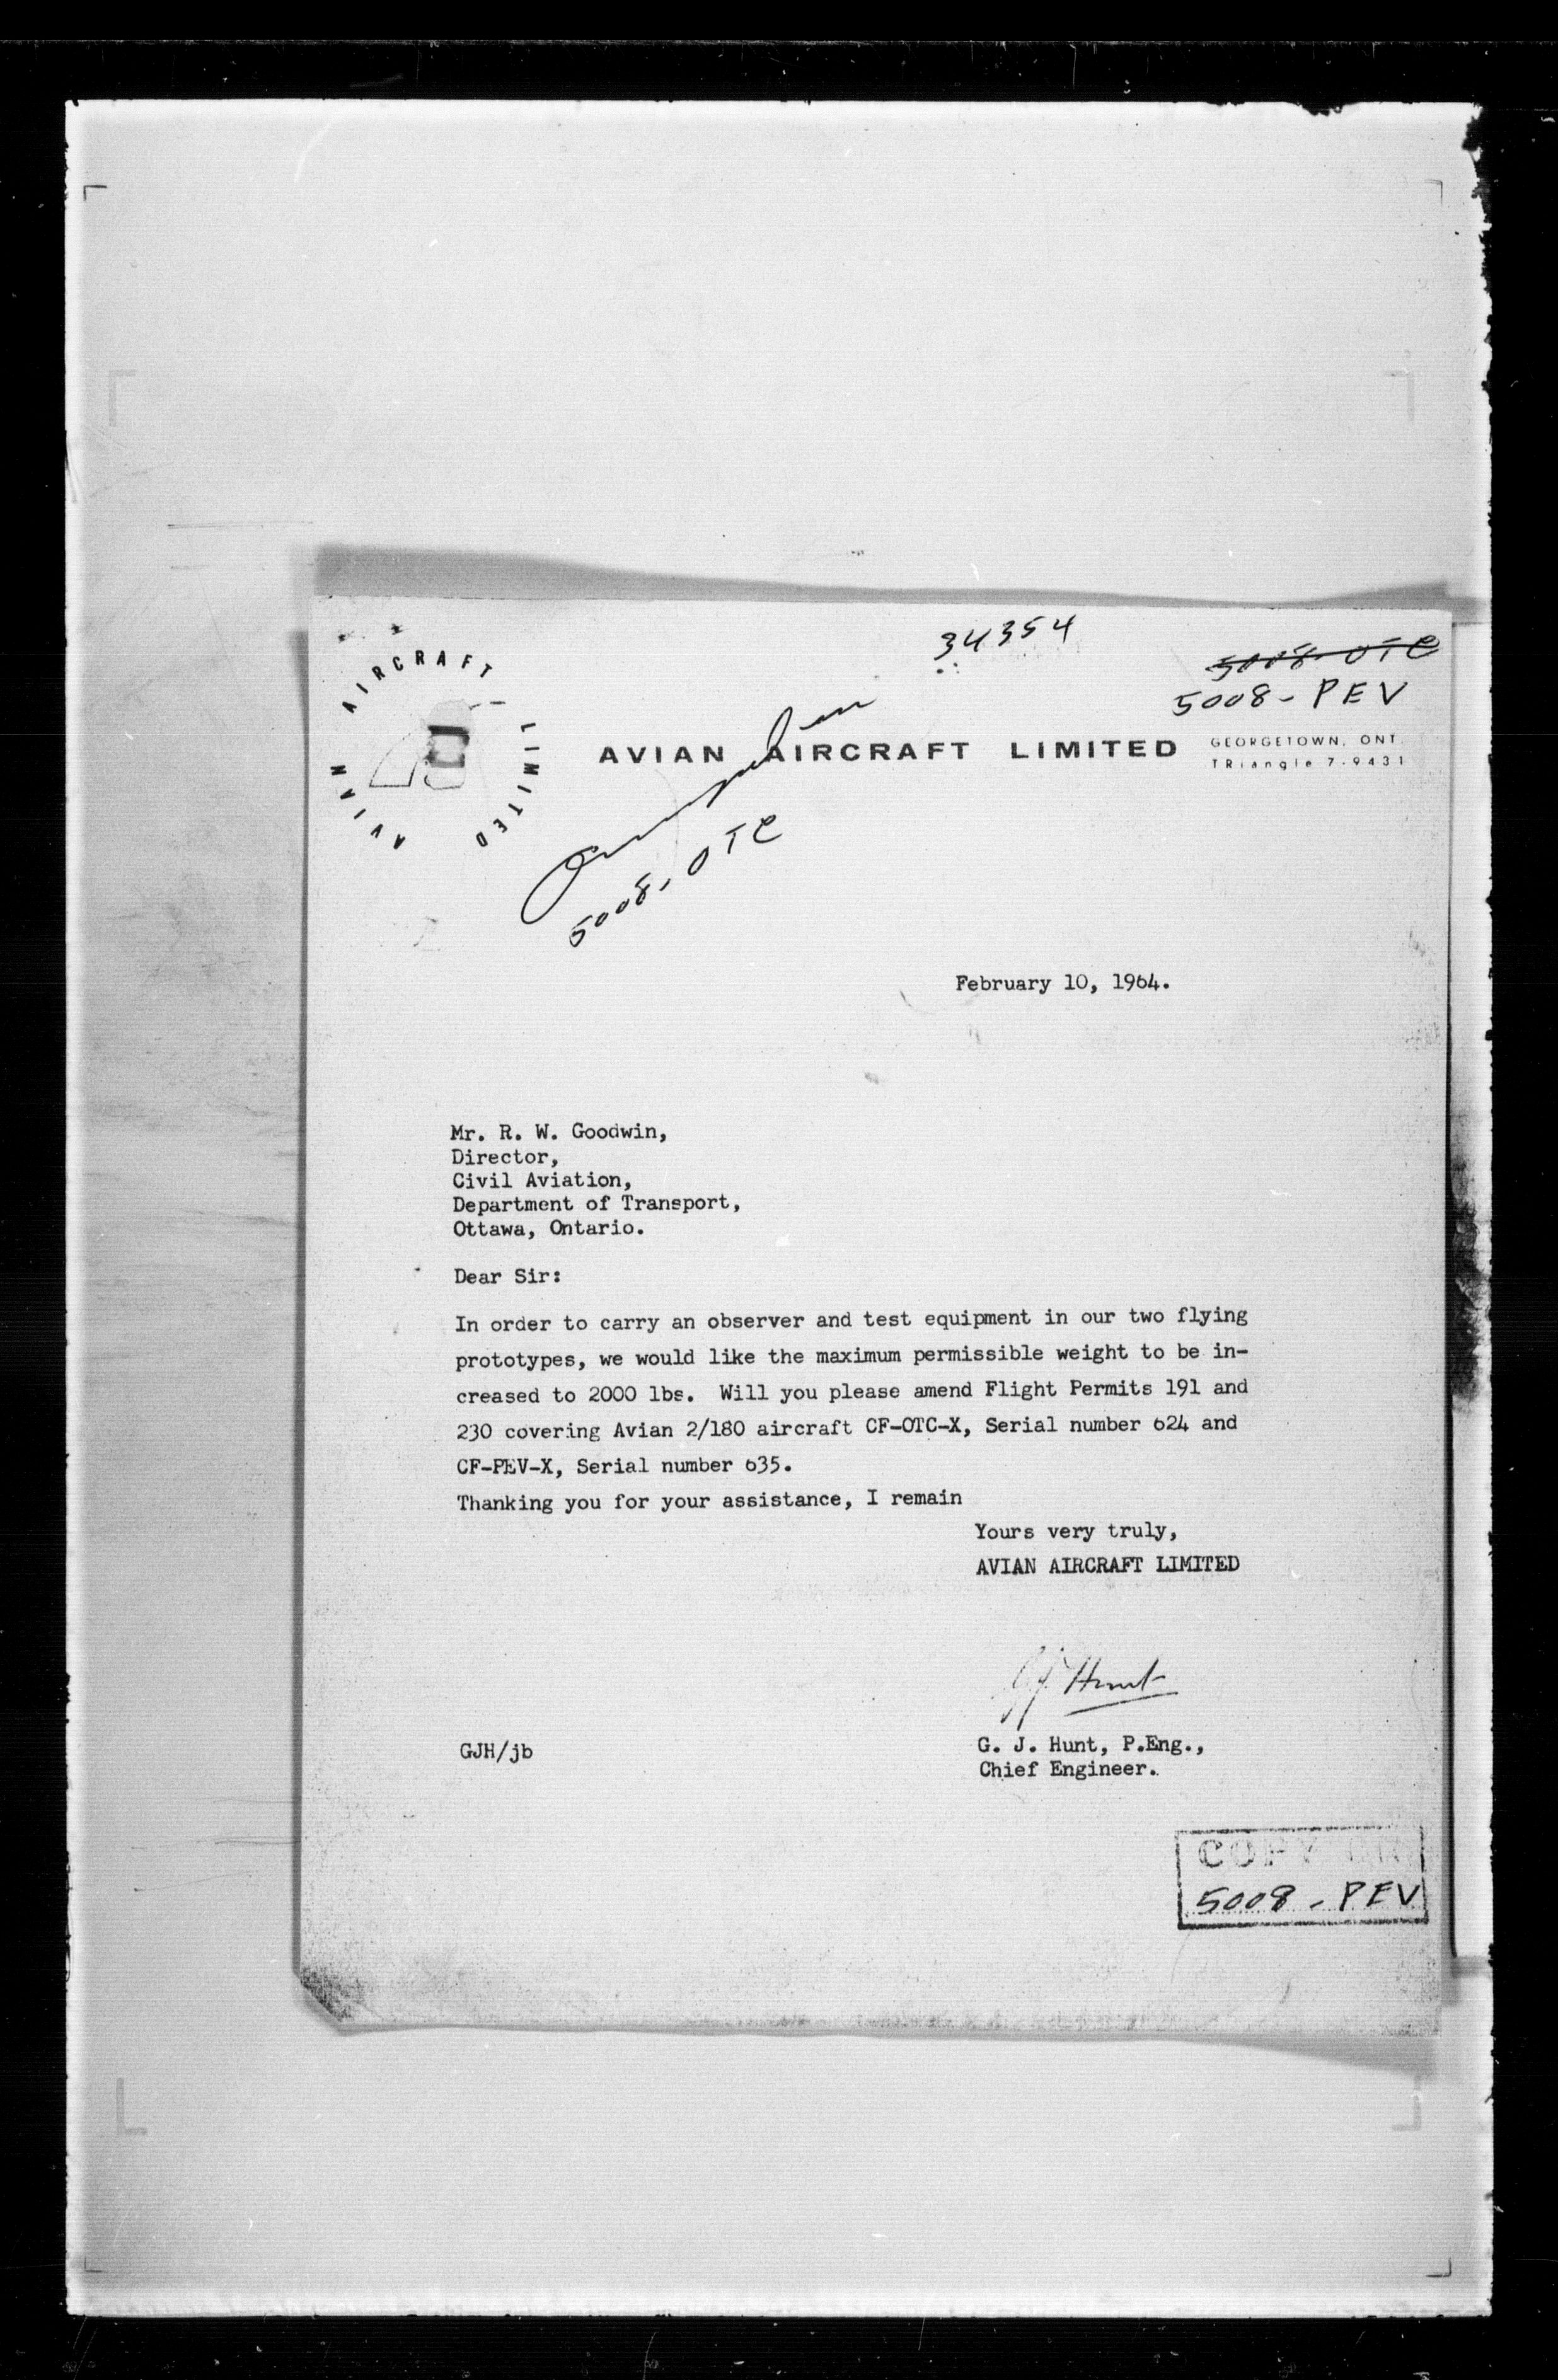 34354
5008-OTC
5008-PEV
AVIAN AIRCRAFT LIMITED
AVIAN AIRCRAFT LIMITED
GEORGETOWN, ONT.
TRiangle 7-9431
5008-OTC
February 10, 1964.
Mr. R. W. Goodwin,
Director,
Civil Aviation,
Department of Transport,
Ottawa, Ontario.
Dear Sir:
In order to carry an observer and test equipment in our two flying
prototypes, we would like the maximum permissible weight to be in-
creased to 2000 lbs. Will you please amend Flight Permits 191 and
230 covering Avian 2/180 aircraft CF-OTC-X, Serial number 624 and
CF-PEV-X, Serial number 635.
Thanking you for your assistance, I remain
Yours very truly,
AVIAN AIRCRAFT LIMITED
GJ Hunt
GJH/jb
G. J. Hunt, P.Eng.,
Chief Engineer.
COPY
5008-PEV